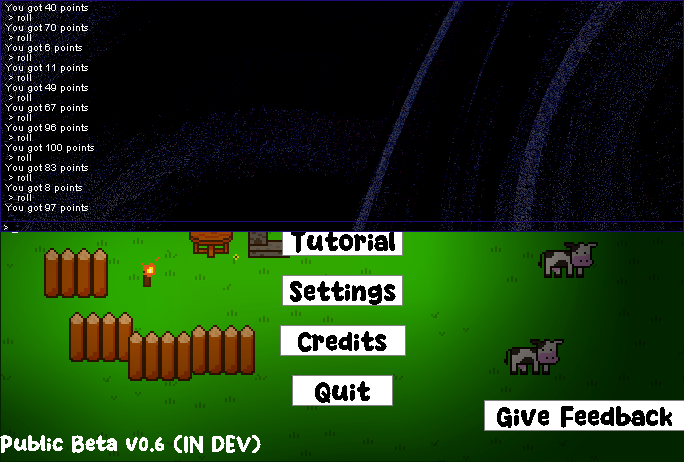 You got 40 points
> roll
You got 70 points
> roll
You got 6 points
> roll
You got 11 points
> roll
You got 49 points
> roll
You got 67 points
> roll
You got 96 points
> roll
You got 100 points
> roll
You got 83 points
> roll
You got 8 points
> roll
You got 97 points
> _
Tutorial
Settings
Credits
Quit
Give Feedback
Public Beta v0.6 (IN DEV)